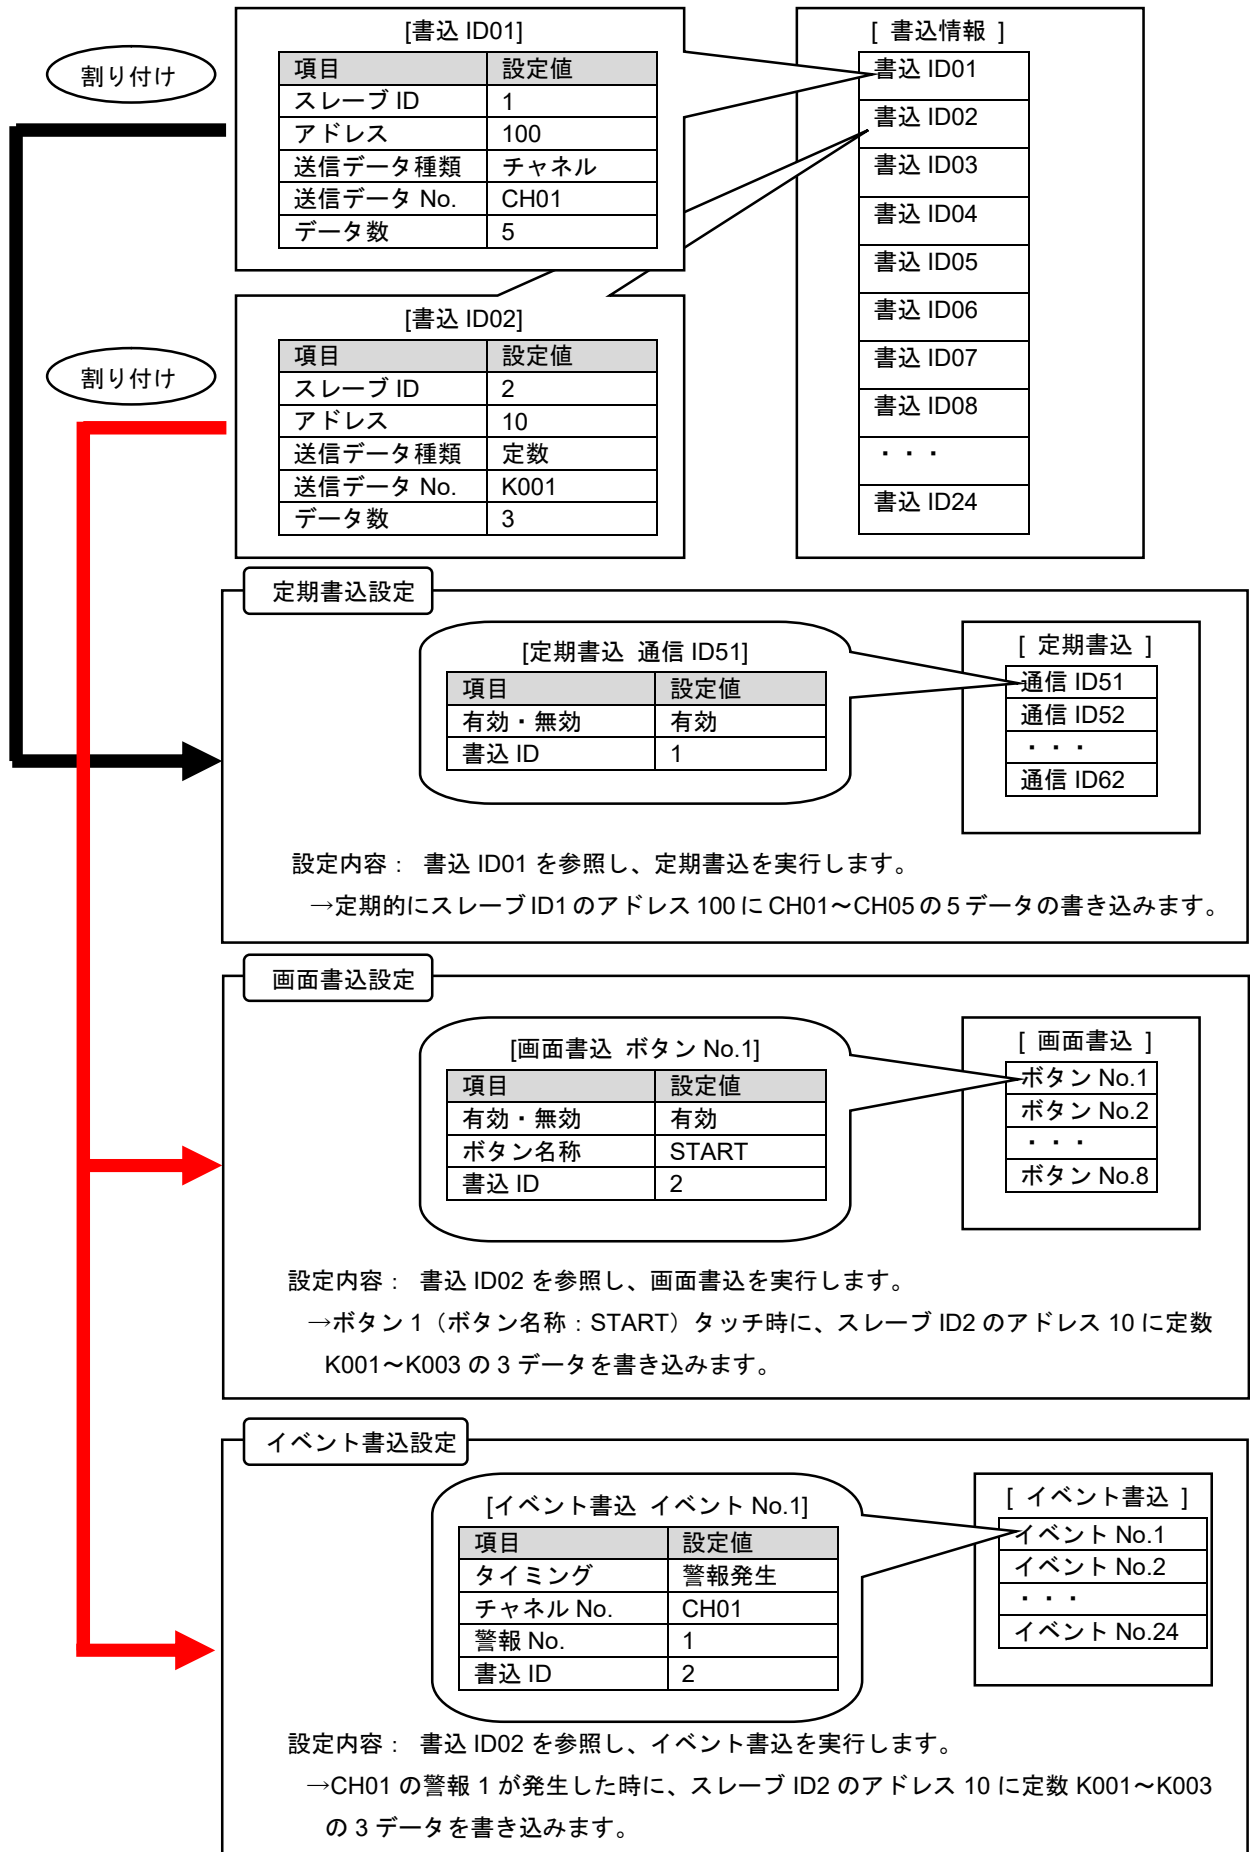 割り付け
[書込 ID01]
項目 設定値
スレーブ ID 1
アドレス 100
送信データ種類 チャネル
送信データ No. CH01
データ数 5
[ 書込情報 ]
書込 ID01
書込 ID02
書込 ID03
書込 ID04
書込 ID05
書込 ID06
書込 ID07
書込 ID08
・・・
書込 ID24
割り付け
[書込 ID02]
項目 設定値
スレーブ ID 2
アドレス 10
送信データ種類 定数
送信データ No. K001
データ数 3
定期書込設定
[定期書込 通信 ID51]
項目 設定値
有効・無効 有効
書込 ID 1
[ 定期書込 ]
通信 ID51
通信 ID52
・・・
通信 ID62
設定内容： 書込 ID01 を参照し、定期書込を実行します。
→定期的にスレーブ ID1 のアドレス 100 に CH01～CH05 の 5 データの書き込みます。
画面書込設定
[画面書込 ボタン No.1]
項目 設定値
有効・無効 有効
ボタン名称 START
書込 ID 2
[ 画面書込 ]
ボタン No.1
ボタン No.2
・・・
ボタン No.8
設定内容： 書込 ID02 を参照し、画面書込を実行します。
→ボタン 1（ボタン名称：START）タッチ時に、スレーブ ID2 のアドレス 10 に定数
K001～K003 の 3 データを書き込みます。
イベント書込設定
[イベント書込 イベント No.1]
項目 設定値
タイミング 警報発生
チャネル No. CH01
警報 No. 1
書込 ID 2
[ イベント書込 ]
イベント No.1
イベント No.2
・・・
イベント No.24
設定内容： 書込 ID02 を参照し、イベント書込を実行します。
→CH01 の警報 1 が発生した時に、スレーブ ID2 のアドレス 10 に定数 K001～K003
の 3 データを書き込みます。